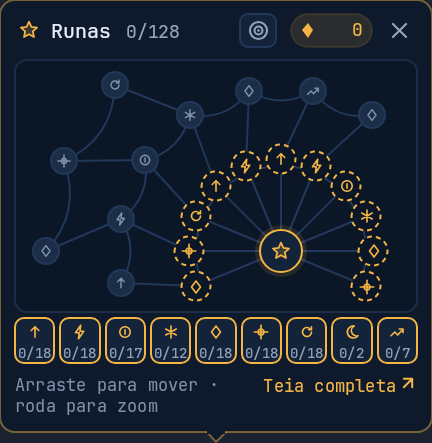 Runas 0/128 0
0/18 0/18 0/17 0/12 0/18 0/18 0/18 0/2 0/7
Arraste para mover · Teia completa
roda para zoom